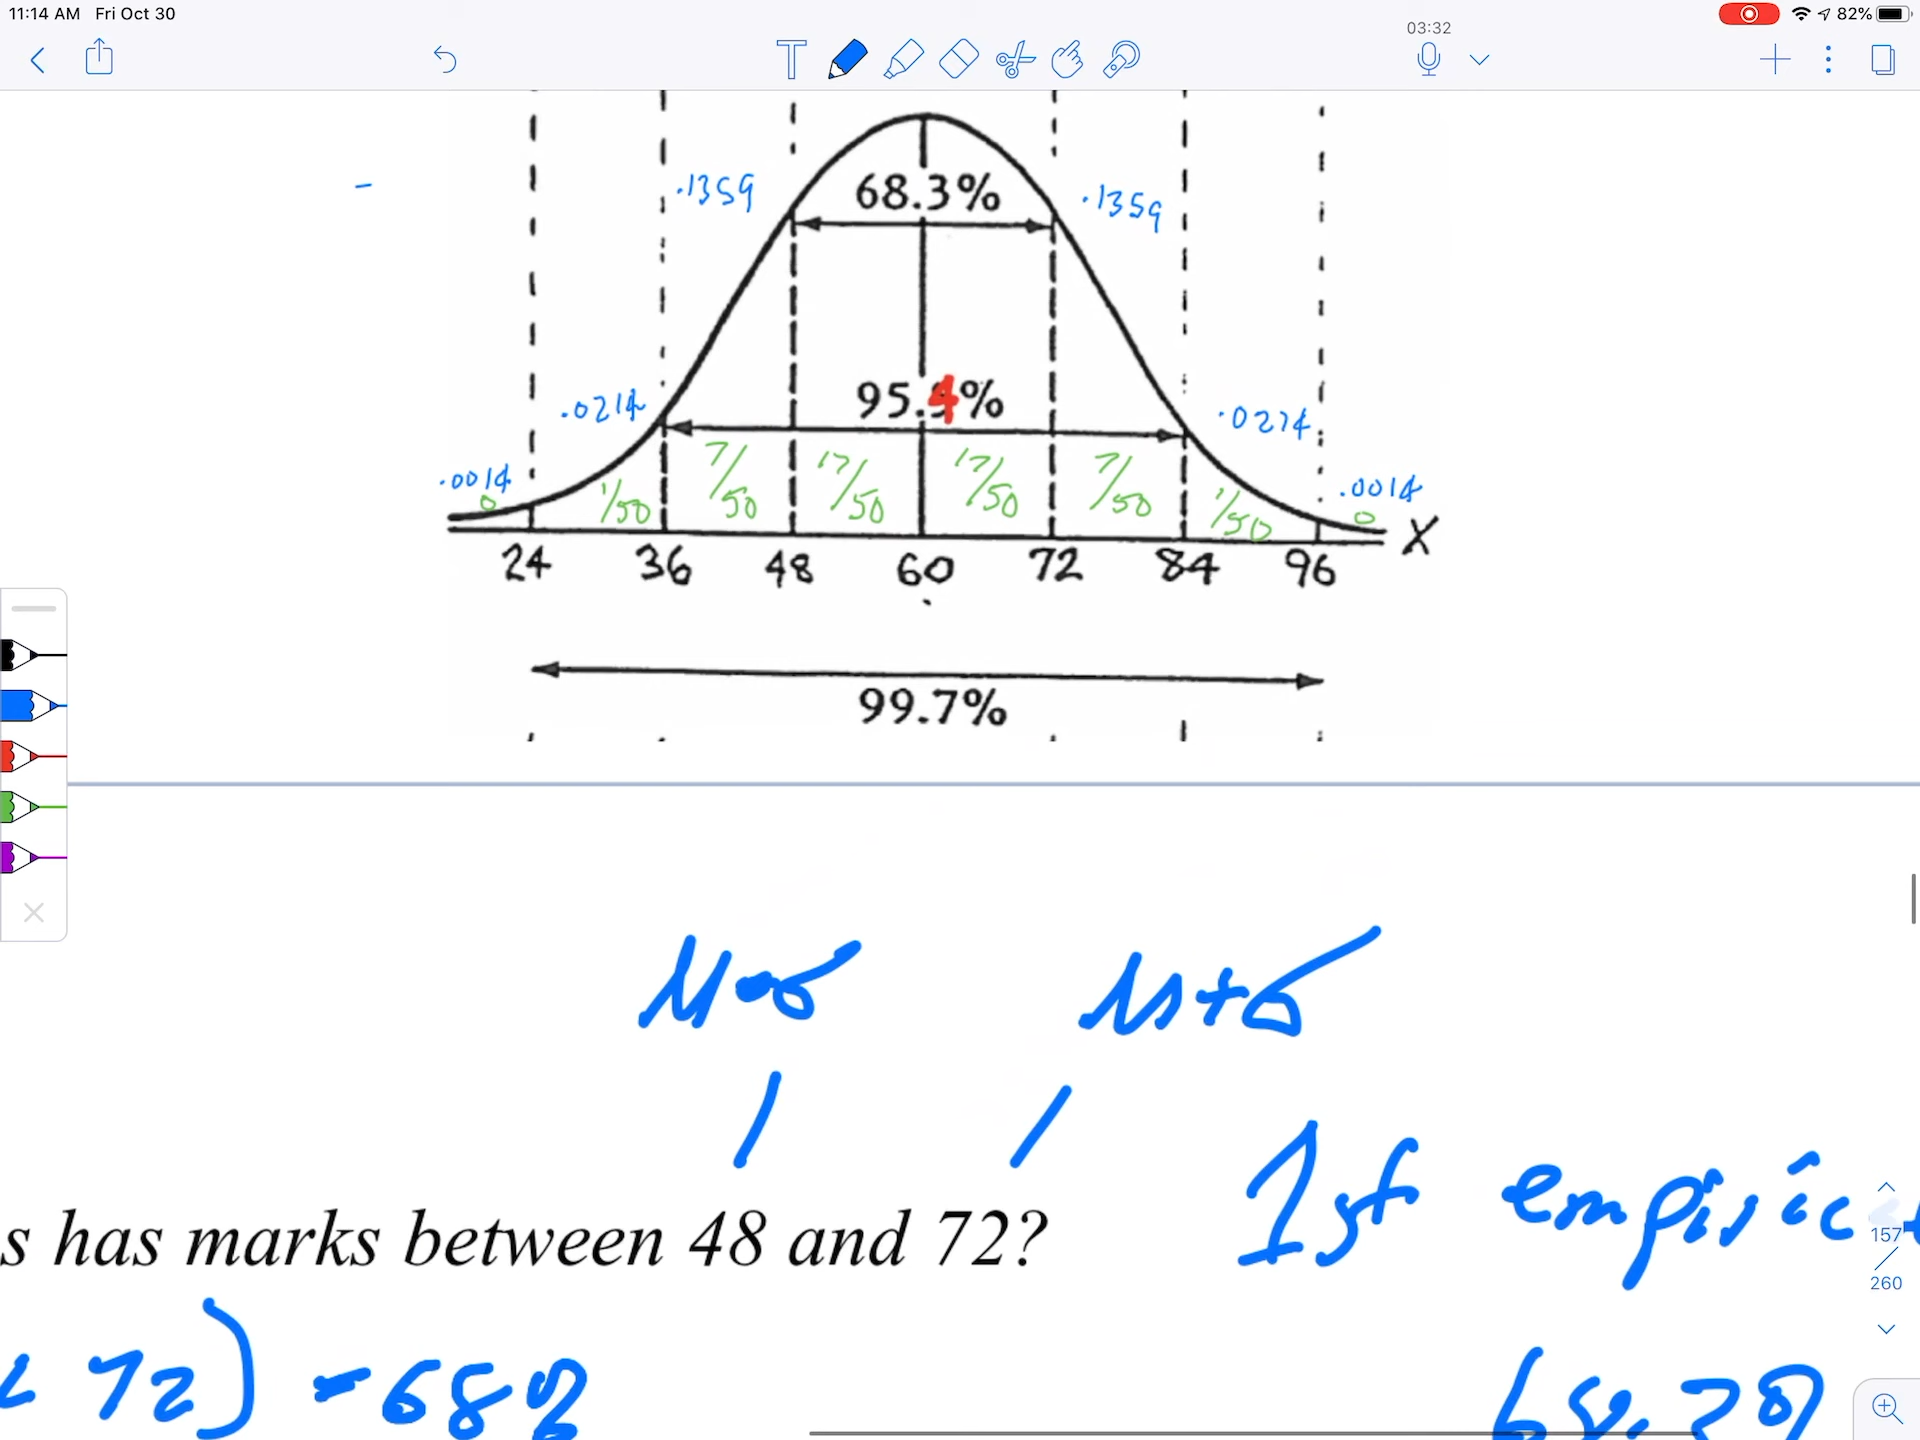 11:14 AM Fri Oct 30
82%
03:32
T
.1359 68.3% .1359
.0214 95.4% .0214
.0014 0 1/50 7/50 17/50 17/50 7/50 1/50 .0014 0
24 36 48 60 72 84 96 X
99.7%
μ-σ μ+σ
1st empiric
s has marks between 48 and 72?
157
260
< 72) = 68%